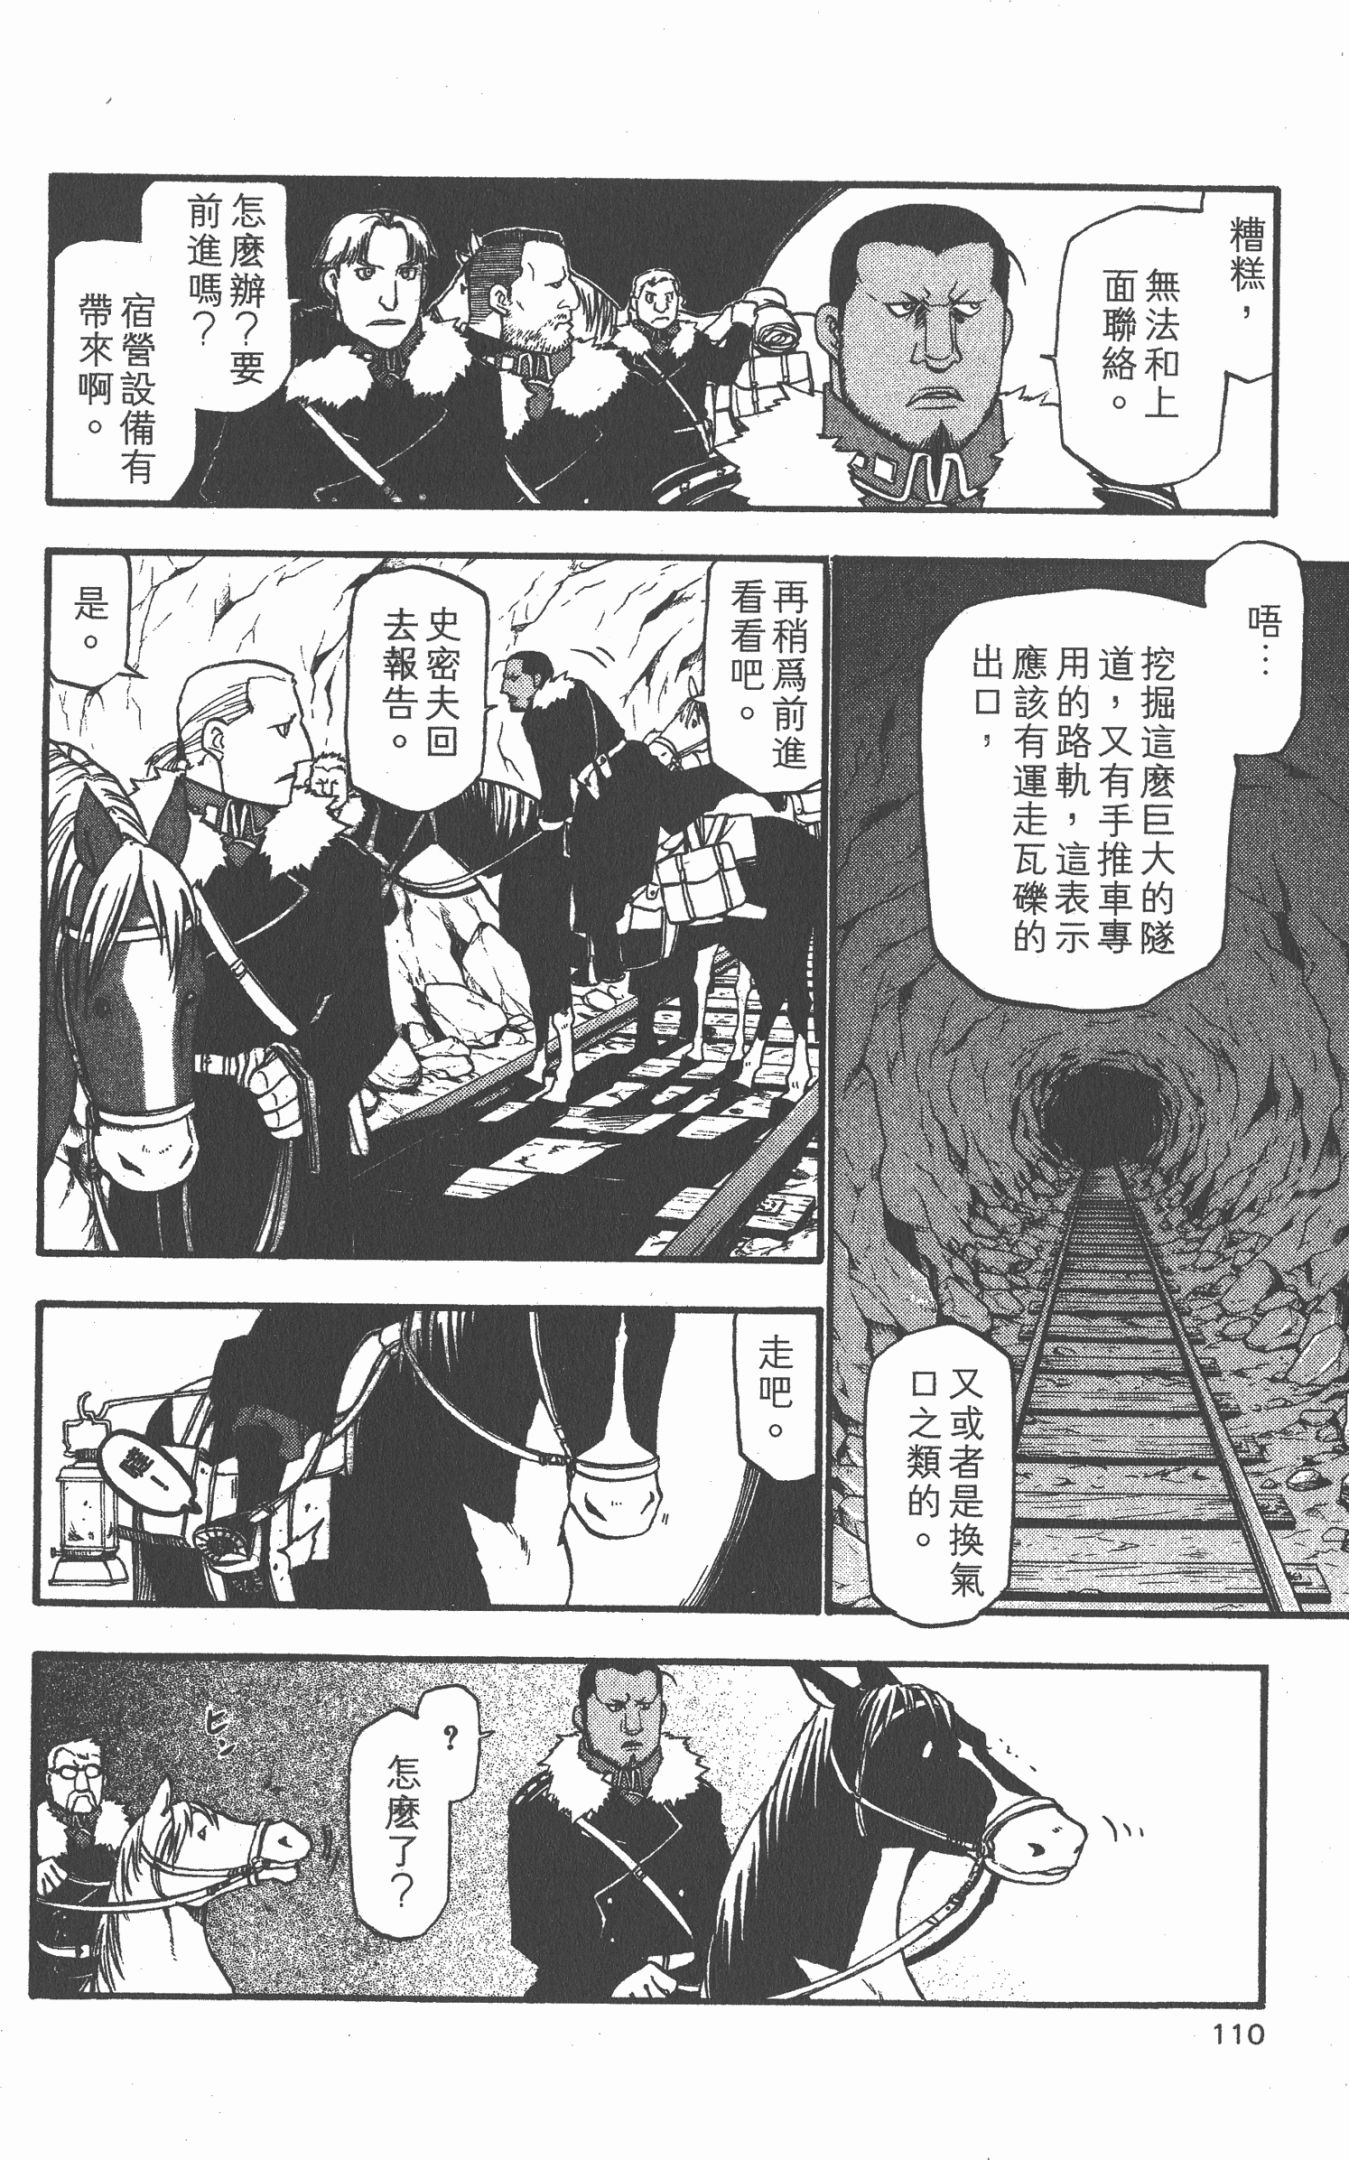 糟糕，
無法和上
面聯絡。
怎麼辦？要
前進嗎？
宿營設備有
帶來啊。
唔…
挖掘這麼巨大的隧
道，又有手推車專
用的路軌，這表示
應該有運走瓦礫的
出口，
又或者是換氣
口之類的。
再稍爲前進
看看吧。
史密夫回
去報告。
是。
走吧。
？
怎麼了？
ヒン
110